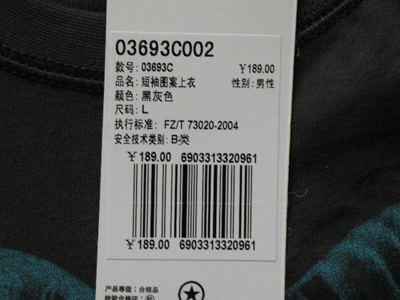 03693C002
款号: 03693C ¥189.00
品名: 短袖图案上衣 性别: 男性
颜色: 黑灰色
尺码: L
执行标准: FZ/T 73020-2004
安全技术类别: B类
¥189.00 6903313320961
¥189.00 6903313320961
产品等级: 合格品